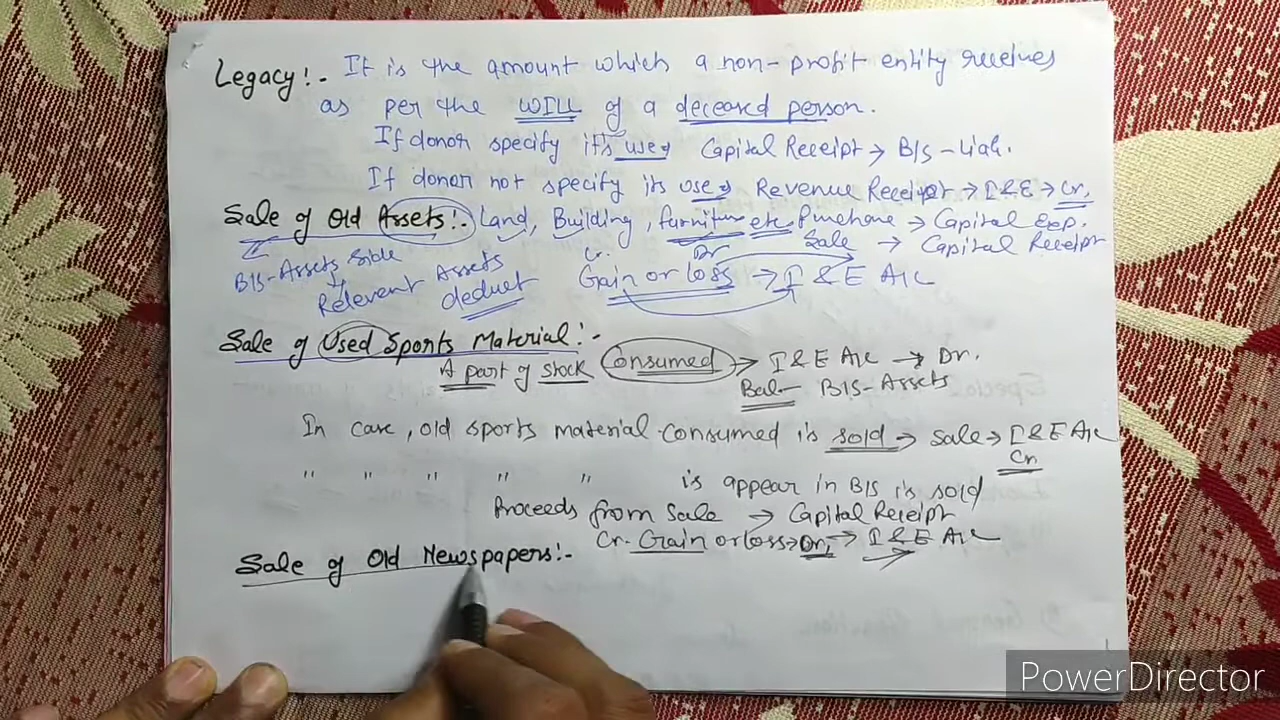 Legacy!- It is the amount which a non-profit entity receives
as per the WILL of a deceased person.
If donor specify it's use, Capital Receipt → B/S-Liab.
If donor not specify its use, Revenue Receipt → I & E → Cr.
Sale of Old Assets!- Land, Building, furniture etc. Purchase → Capital Exp.
Sale → Capital Receipt
B/S-Assets side
Relevent Assets
deduct
Cr. Dr
Gain or loss → I & E A/c
Sale of Used Sports Material!-
A part of stock Consumed → I & E A/c → Dr.
Bal- B/S-Assets
In case, old sports material consumed is sold → sale → I & E A/c
Cr
" " " " " is appear in B/S is sold
Proceeds from Sale → Capital Receipt
Cr. Grain or loss → Dr, → I & E A/c
Sale of Old Newspapers!-
PowerDirector